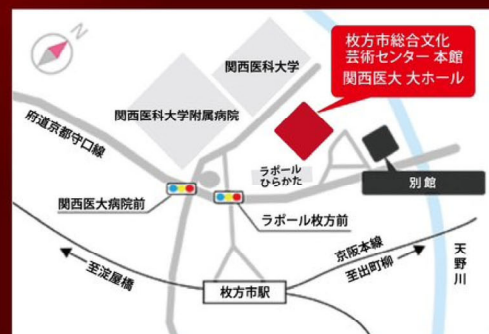 N
枚方市総合文化
芸術センター 本館
関西医大 大ホール
関西医科大学
関西医科大学附属病院
府道京都守口線
ラポール
ひらかた
別館
関西医大病院前
ラポール枚方前
至淀屋橋
京阪本線
至出町柳
天野川
枚方市駅